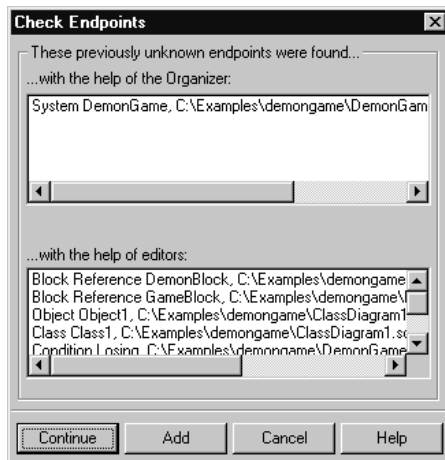 Check Endpoints
These previously unknown endpoints were found...
...with the help of the Organizer:
System DemonGame, C:\Examples\demongame\DemonGam
...with the help of editors:
Block Reference DemonBlock, C:\Examples\demongame
Block Reference GameBlock, C:\Examples\demongame\
Object Object1, C:\Examples\demongame\ClassDiagram1
Class Class1, C:\Examples\demongame\ClassDiagram1.s
Condition Losing, C:\Examples\demongame\DemonGame
Continue
Add
Cancel
Help